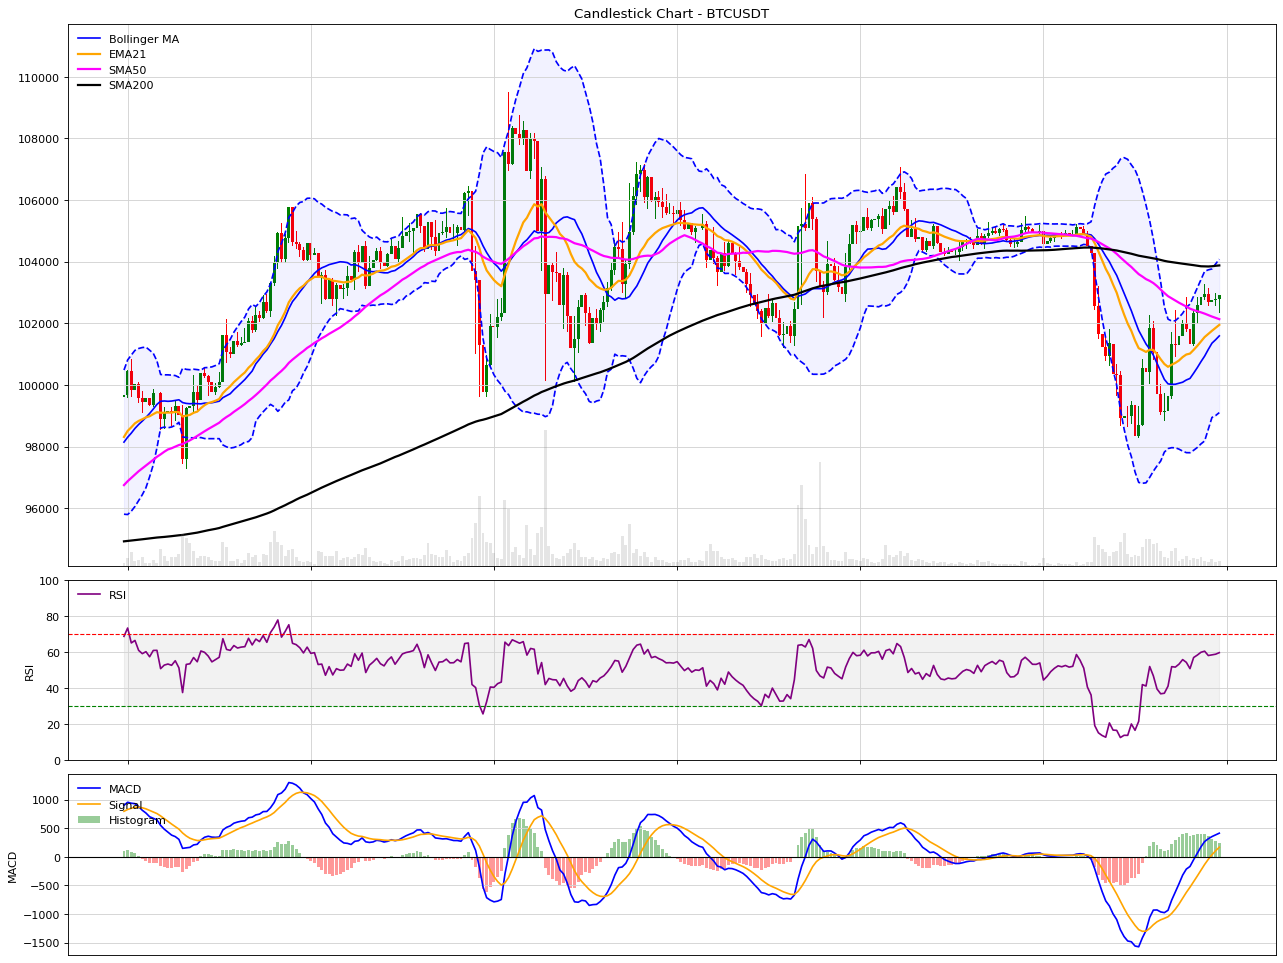 Candlestick Chart - BTCUSDT
Bollinger MA
EMA21
SMA50
SMA200
110000
108000
106000
104000
102000
100000
98000
96000
100
80
60
40
20
0
RSI
RSI
1000
500
0
−500
−1000
−1500
MACD
MACD
Signal
Histogram